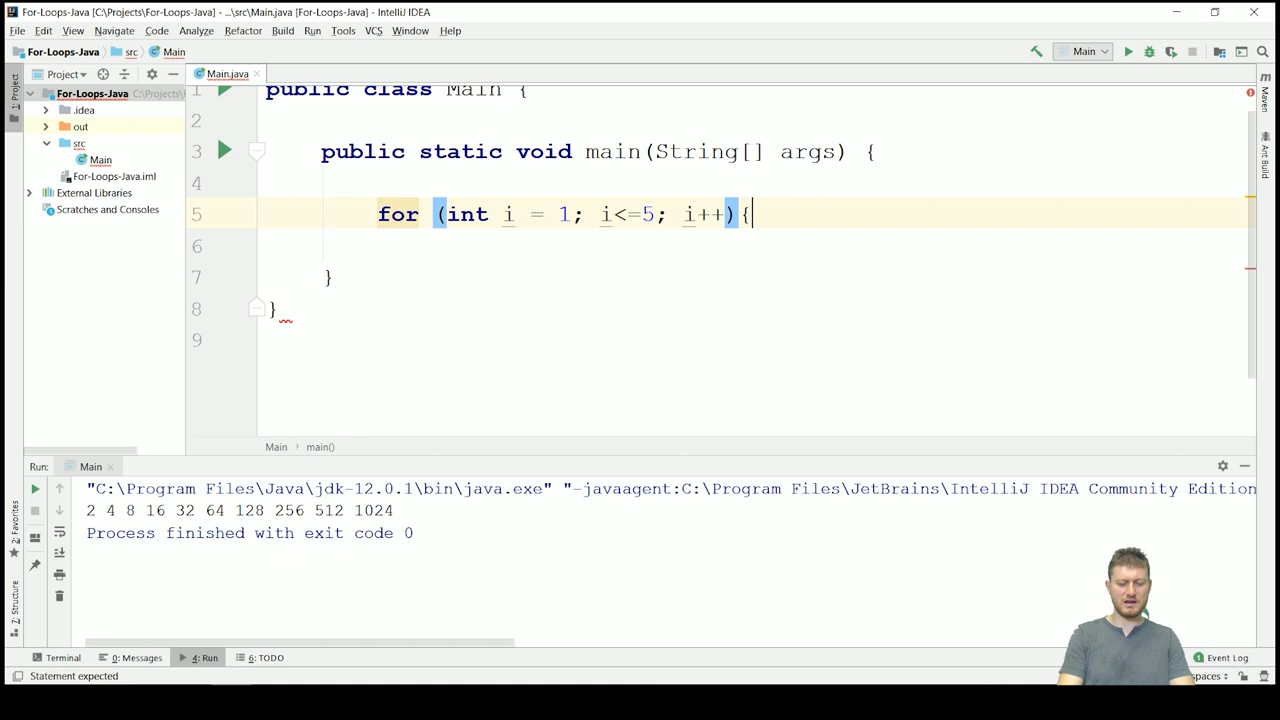 For-Loops-Java [C:\Projects\For-Loops-Java] - ...\src\Main.java [For-Loops-Java] - IntelliJ IDEA
File Edit View Navigate Code Analyze Refactor Build Run Tools VCS Window Help
For-Loops-Java src Main Main
1: Project Project Main.java Maven
For-Loops-Java C:\Projects\ 1 public class Main {
.idea 2
out
src 3 public static void main(String[] args) { Ant Build
Main
For-Loops-Java.iml 4
External Libraries
Scratches and Consoles 5 for (int i = 1; i<=5; i++){
6
7 }
8 }
9
Main main()
Run: Main
"C:\Program Files\Java\jdk-12.0.1\bin\java.exe" "-javaagent:C:\Program Files\JetBrains\IntelliJ IDEA Community Edition
2 4 8 16 32 64 128 256 512 1024
2: Favorites Process finished with exit code 0
7: Structure
Terminal 0: Messages 4: Run 6: TODO 1 Event Log
Statement expected spaces